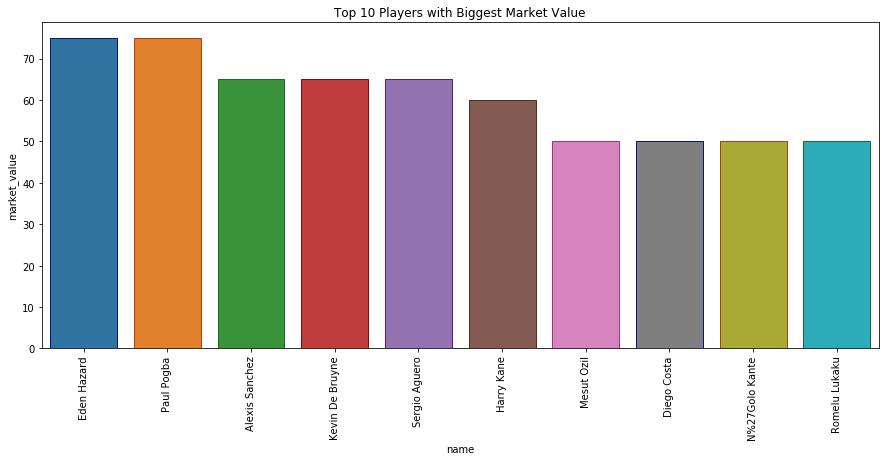 Top 10 Players with Biggest Market Value
market_value
70
60
50
40
30
20
10
0
Eden Hazard
Paul Pogba
Alexis Sanchez
Kevin De Bruyne
Sergio Aguero
Harry Kane
Mesut Ozil
Diego Costa
N%27Golo Kante
Romelu Lukaku
name